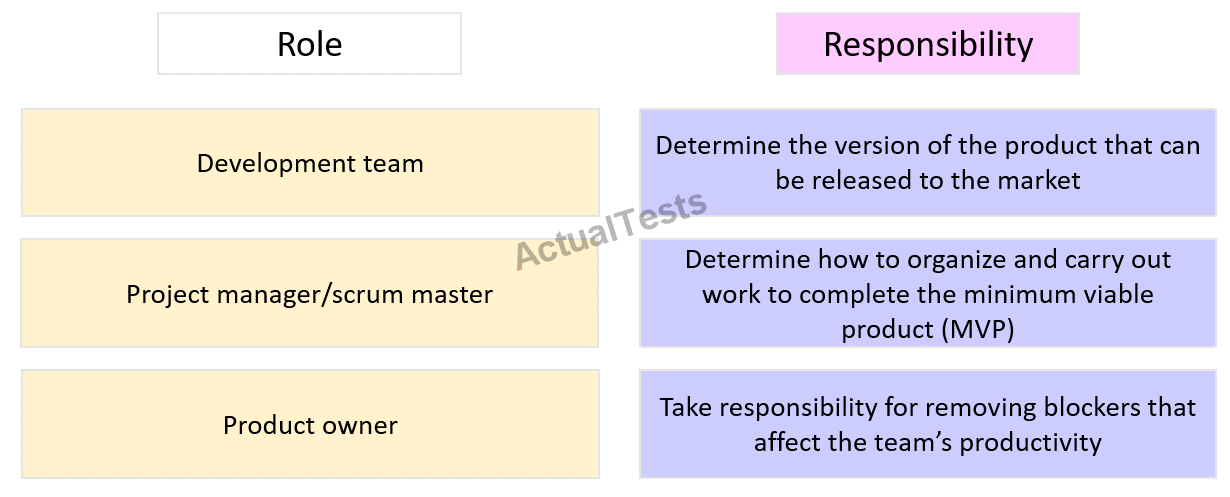 Role
Responsibility
Development team
Determine the version of the product that can
be released to the market
ActualTests
Project manager/scrum master
Determine how to organize and carry out
work to complete the minimum viable
product (MVP)
Product owner
Take responsibility for removing blockers that
affect the team’s productivity